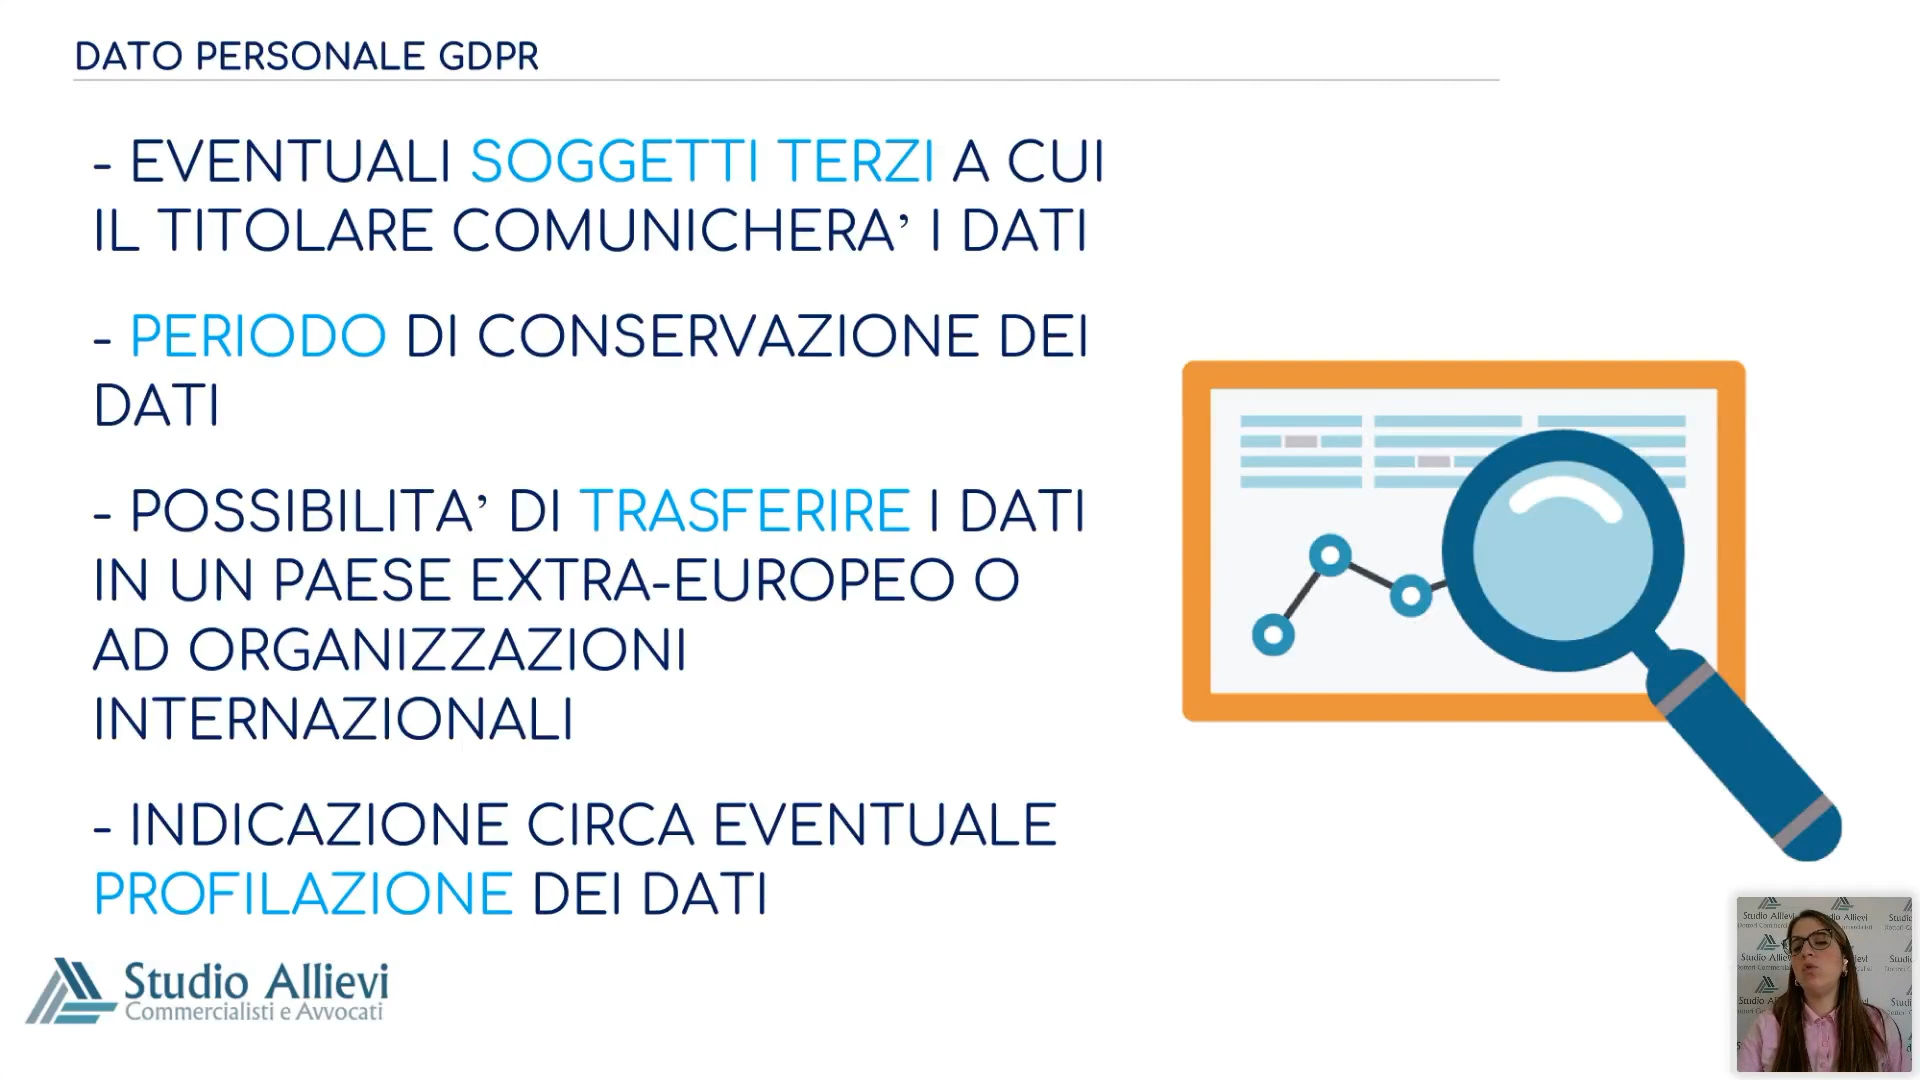 DATO PERSONALE GDPR
- EVENTUALI SOGGETTI TERZI A CUI
IL TITOLARE COMUNICHERA’ I DATI
- PERIODO DI CONSERVAZIONE DEI
DATI
- POSSIBILITA’ DI TRASFERIRE I DATI
IN UN PAESE EXTRA-EUROPEO O
AD ORGANIZZAZIONI
INTERNAZIONALI
- INDICAZIONE CIRCA EVENTUALE
PROFILAZIONE DEI DATI
Studio Allievi
Commercialisti e Avvocati
Studio Allievi